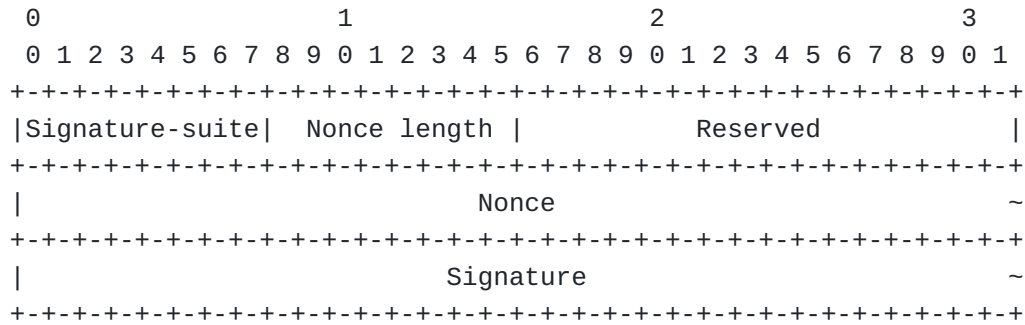 0                   1                   2                   3
 0 1 2 3 4 5 6 7 8 9 0 1 2 3 4 5 6 7 8 9 0 1 2 3 4 5 6 7 8 9 0 1
+-+-+-+-+-+-+-+-+-+-+-+-+-+-+-+-+-+-+-+-+-+-+-+-+-+-+-+-+-+-+-+-+
|Signature-suite|  Nonce length |           Reserved            |
+-+-+-+-+-+-+-+-+-+-+-+-+-+-+-+-+-+-+-+-+-+-+-+-+-+-+-+-+-+-+-+-+
|                             Nonce                             ~
+-+-+-+-+-+-+-+-+-+-+-+-+-+-+-+-+-+-+-+-+-+-+-+-+-+-+-+-+-+-+-+-+
|                           Signature                           ~
+-+-+-+-+-+-+-+-+-+-+-+-+-+-+-+-+-+-+-+-+-+-+-+-+-+-+-+-+-+-+-+-+